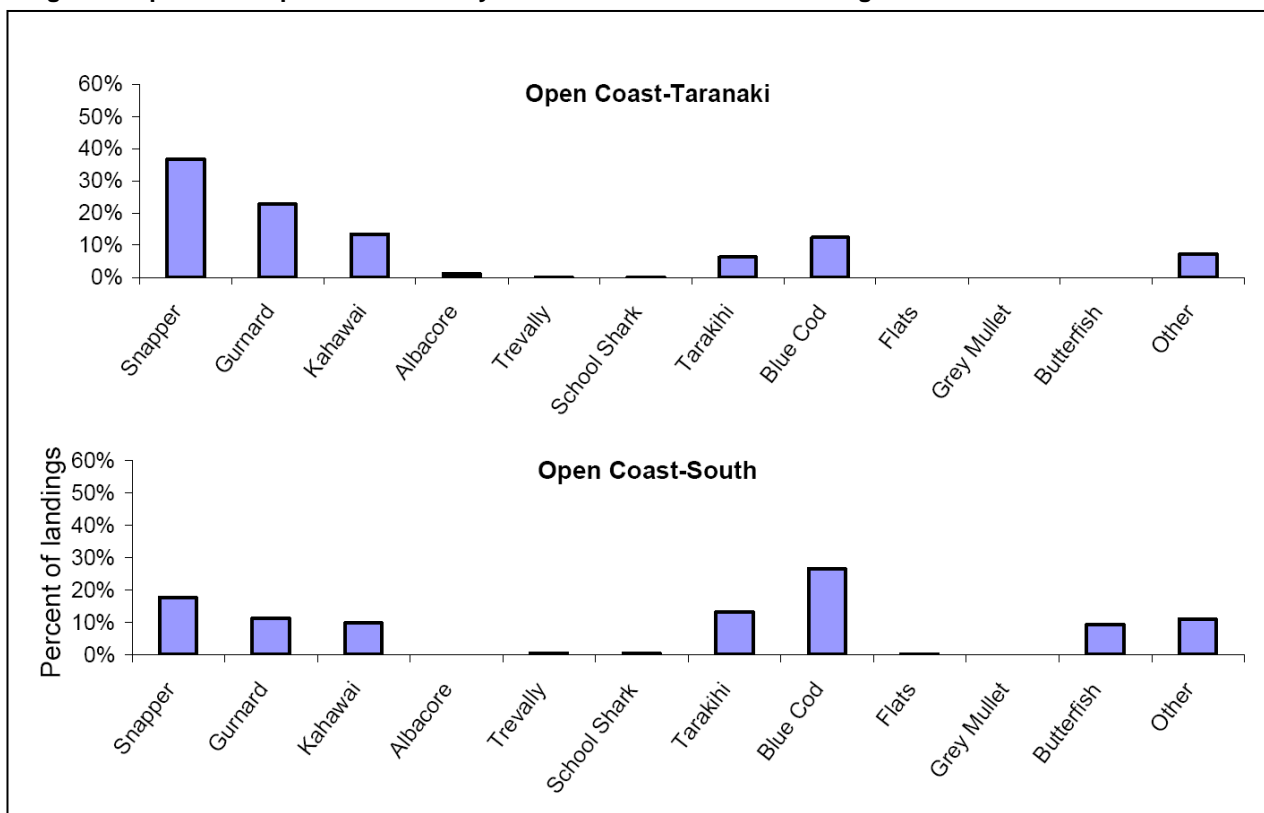 Open Coast-Taranaki
60%
50%
40%
30%
20%
10%
0%
Snapper
Gurnard
Kahawai
Albacore
Trevally
School Shark
Tarakihi
Blue Cod
Flats
Grey Mullet
Butterfish
Other
Open Coast-South
Percent of landings
60%
50%
40%
30%
20%
10%
0%
Snapper
Gurnard
Kahawai
Albacore
Trevally
School Shark
Tarakihi
Blue Cod
Flats
Grey Mullet
Butterfish
Other